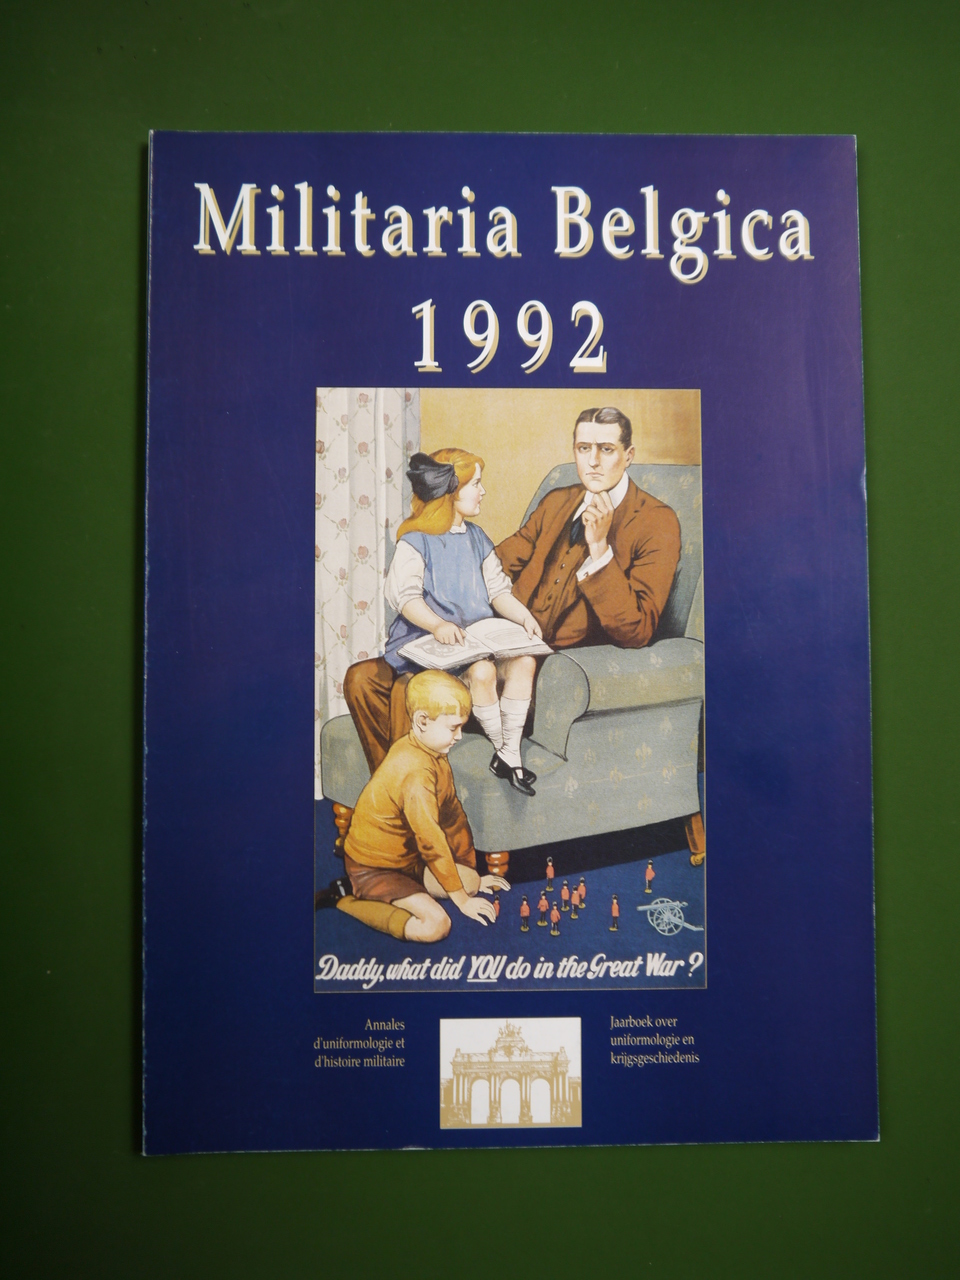 Militaria Belgica
1992
Daddy, what did YOU do in the Great War ?
Annales
d'uniformologie et
d'histoire militaire
Jaarboek over
uniformologie en
krijgsgeschiedenis